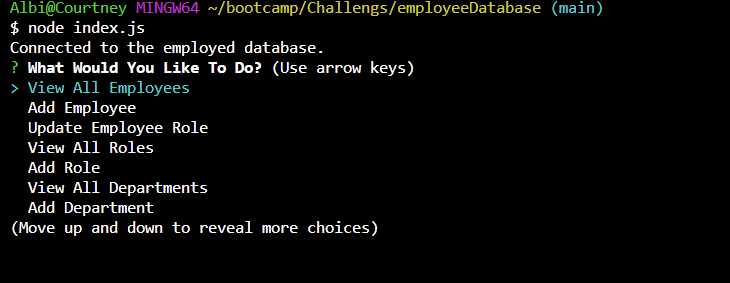 Albi@Courtney MINGW64 ~/bootcamp/Challengs/employeeDatabase (main)
$ node index.js
Connected to the employed database.
? What Would You Like To Do? (Use arrow keys)
> View All Employees
Add Employee
Update Employee Role
View All Roles
Add Role
View All Departments
Add Department
(Move up and down to reveal more choices)